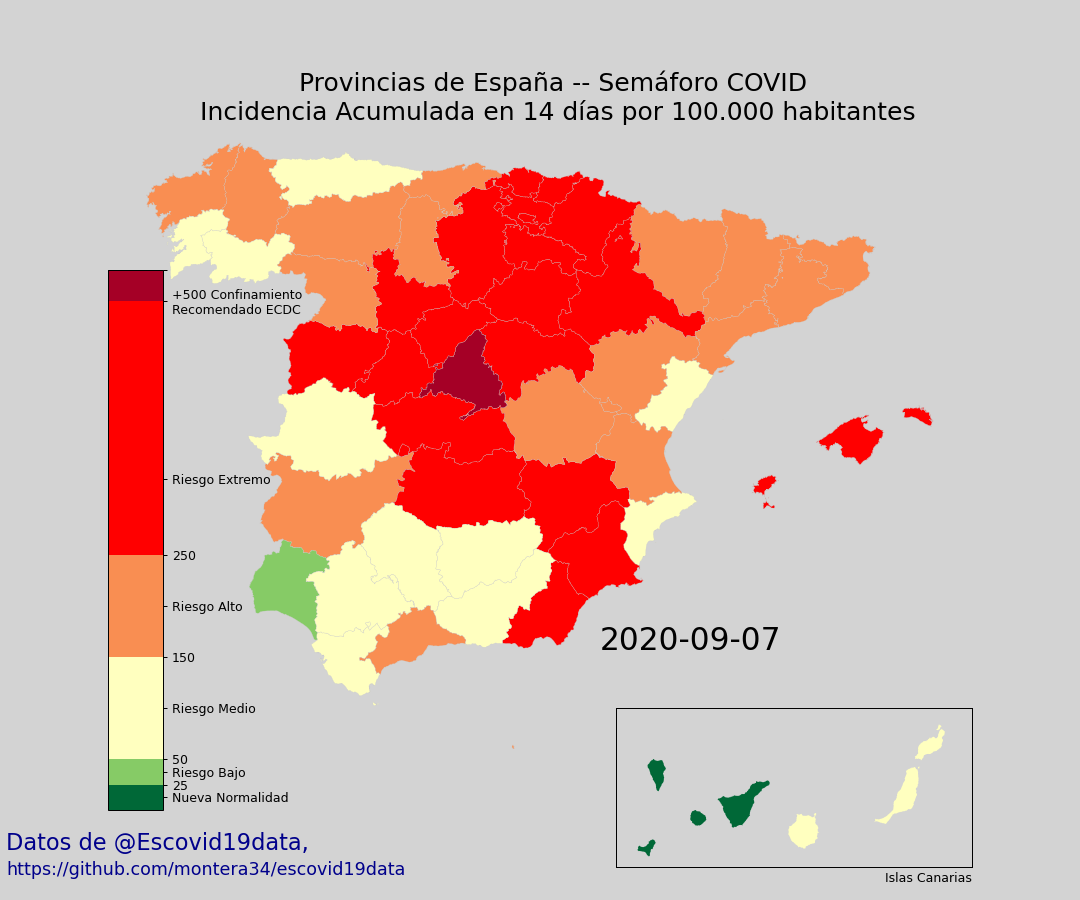 Provincias de España -- Semáforo COVID
Incidencia Acumulada en 14 días por 100.000 habitantes
+500 Confinamiento
Recomendado ECDC
Riesgo Extremo
250
Riesgo Alto
150
Riesgo Medio
50
Riesgo Bajo
25
Nueva Normalidad
2020-09-07
Islas Canarias
Datos de @Escovid19data,
https://github.com/montera34/escovid19data